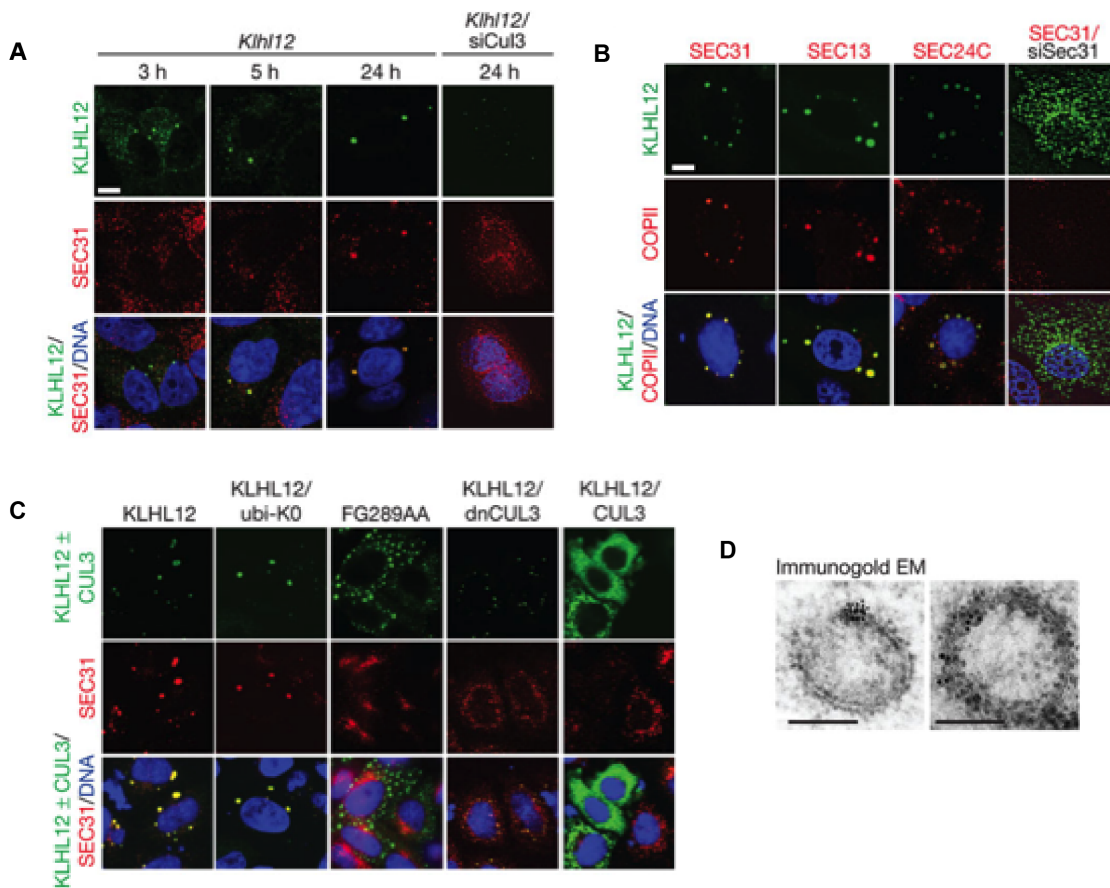 A
Klhl12
Klhl12/
siCul3
3 h 5 h 24 h 24 h
KLHL12
SEC31
KLHL12/
SEC31/DNA
B
SEC31 SEC13 SEC24C SEC31/
siSec31
KLHL12
COPII
KLHL12/
COPII/DNA
C
KLHL12 KLHL12/
ubi-K0 FG289AA KLHL12/
dnCUL3 KLHL12/
CUL3
KLHL12 ±
CUL3
SEC31
KLHL12 ± CUL3/
SEC31/DNA
D
Immunogold EM